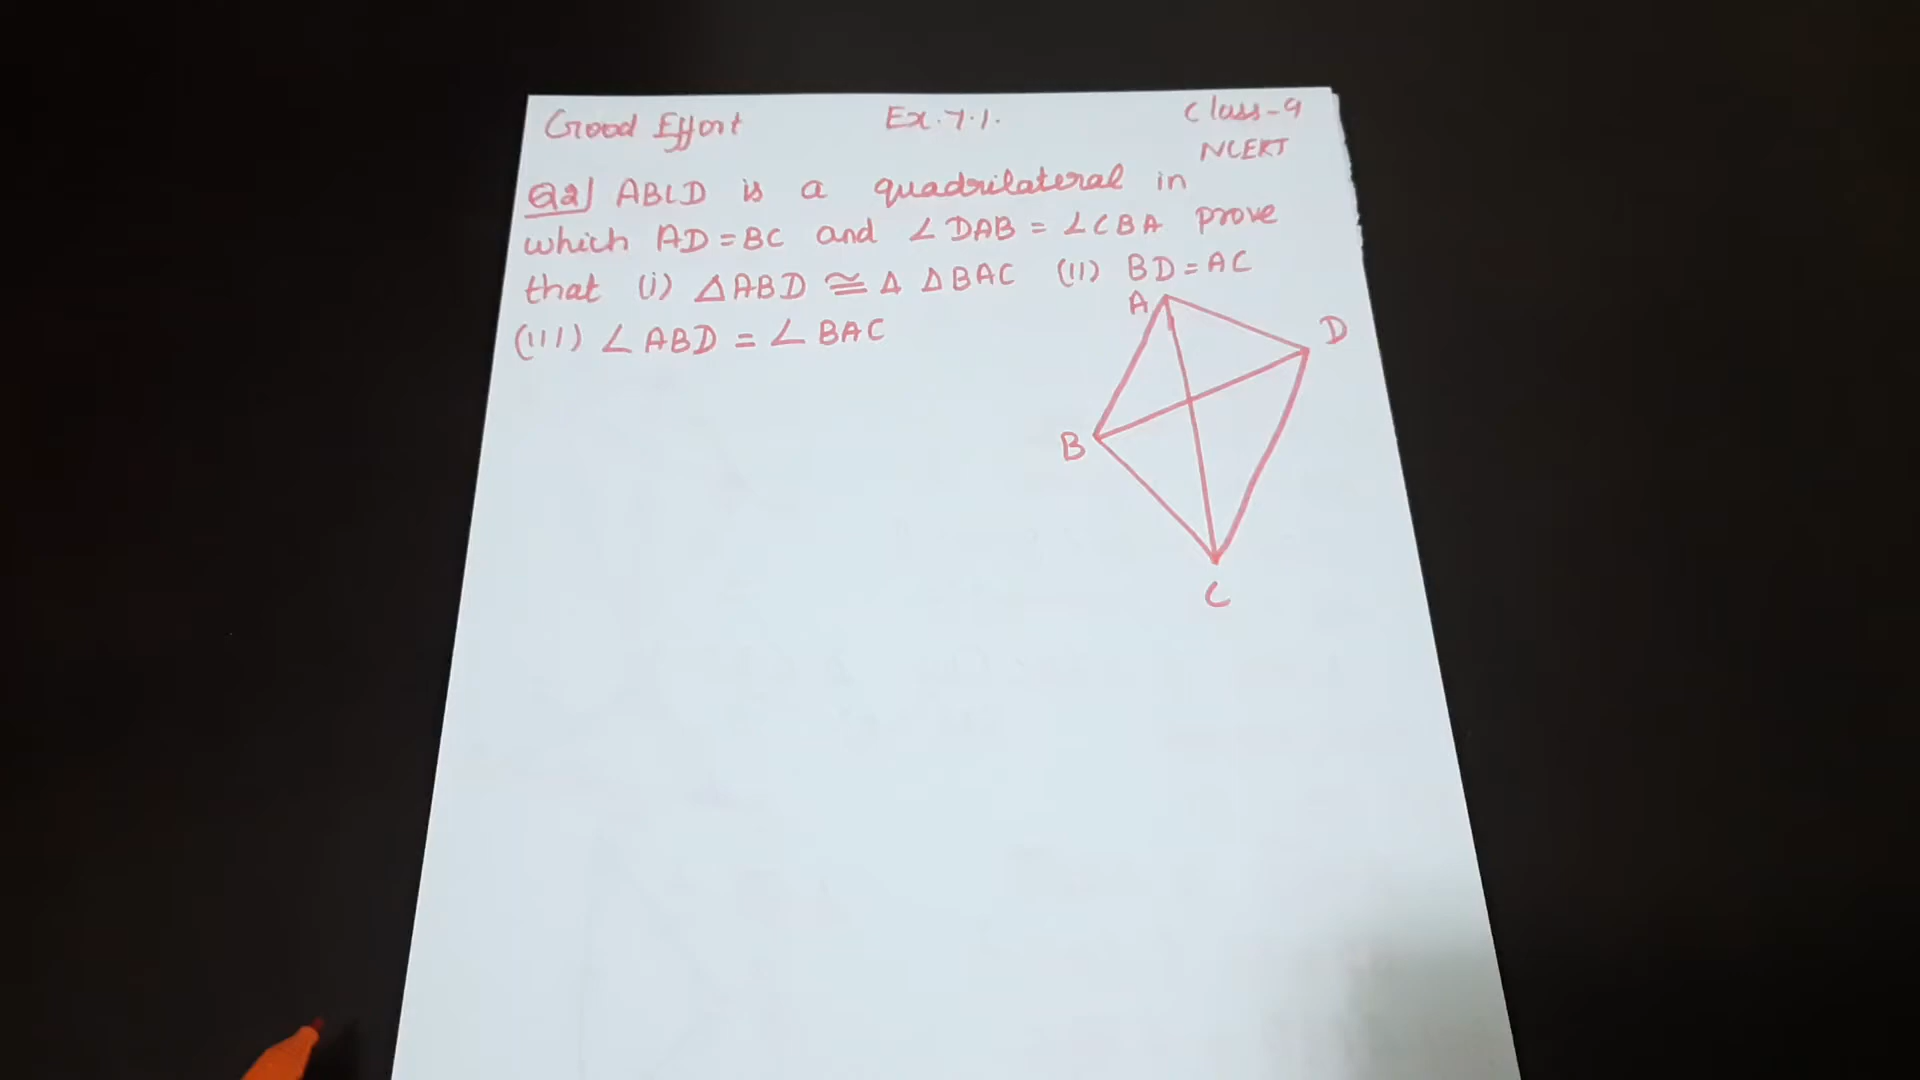 Good Effort Ex. 7.1. Class-9
NCERT
Q2] ABCD is a quadrilateral in
which AD = BC and ∠DAB = ∠CBA prove
that (i) △ABD ≅ △ △BAC (ii) BD = AC
(iii) ∠ABD = ∠BAC
A
D
B
C